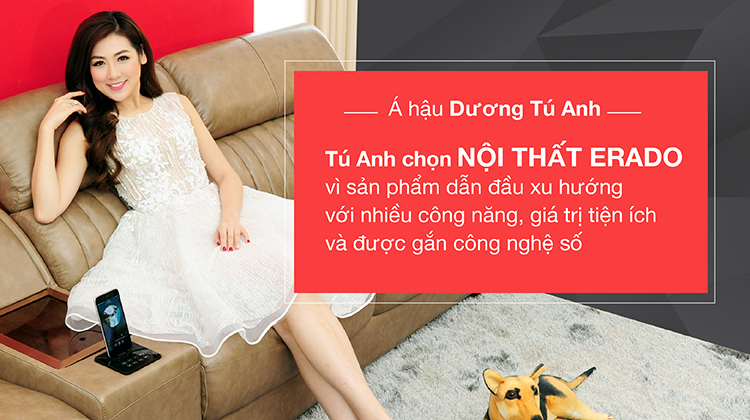 Á hậu Dương Tú Anh
Tú Anh chọn NỘI THẤT ERADO
vì sản phẩm dẫn đầu xu hướng
với nhiều công năng, giá trị tiện ích
và được gắn công nghệ số